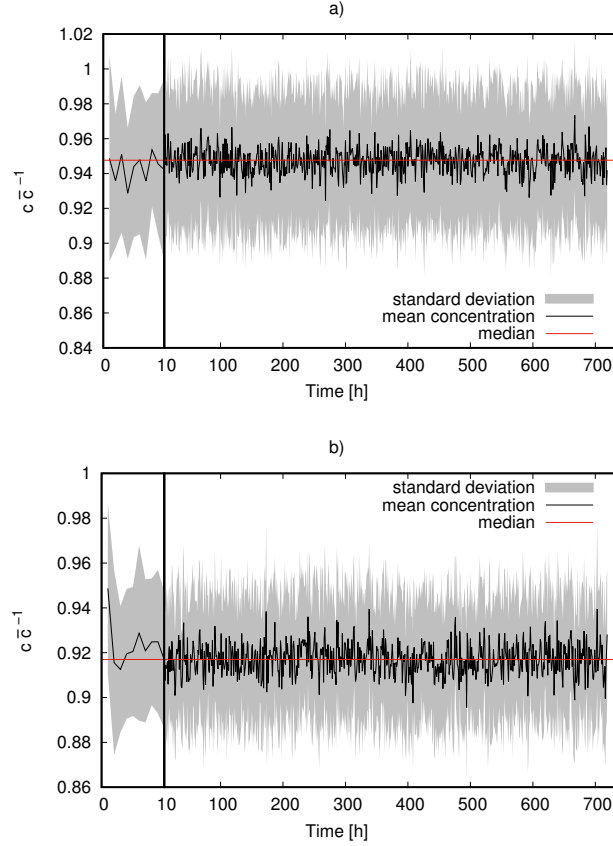 a)
1.02
1
0.98
0.96
0.94
0.92
0.9
0.88
0.86
0.84
c c̄⁻¹
standard deviation
mean concentration
median
0 10 100 200 300 400 500 600 700
Time [h]
b)
1
0.98
0.96
0.94
0.92
0.9
0.88
0.86
c c̄⁻¹
standard deviation
mean concentration
median
0 10 100 200 300 400 500 600 700
Time [h]